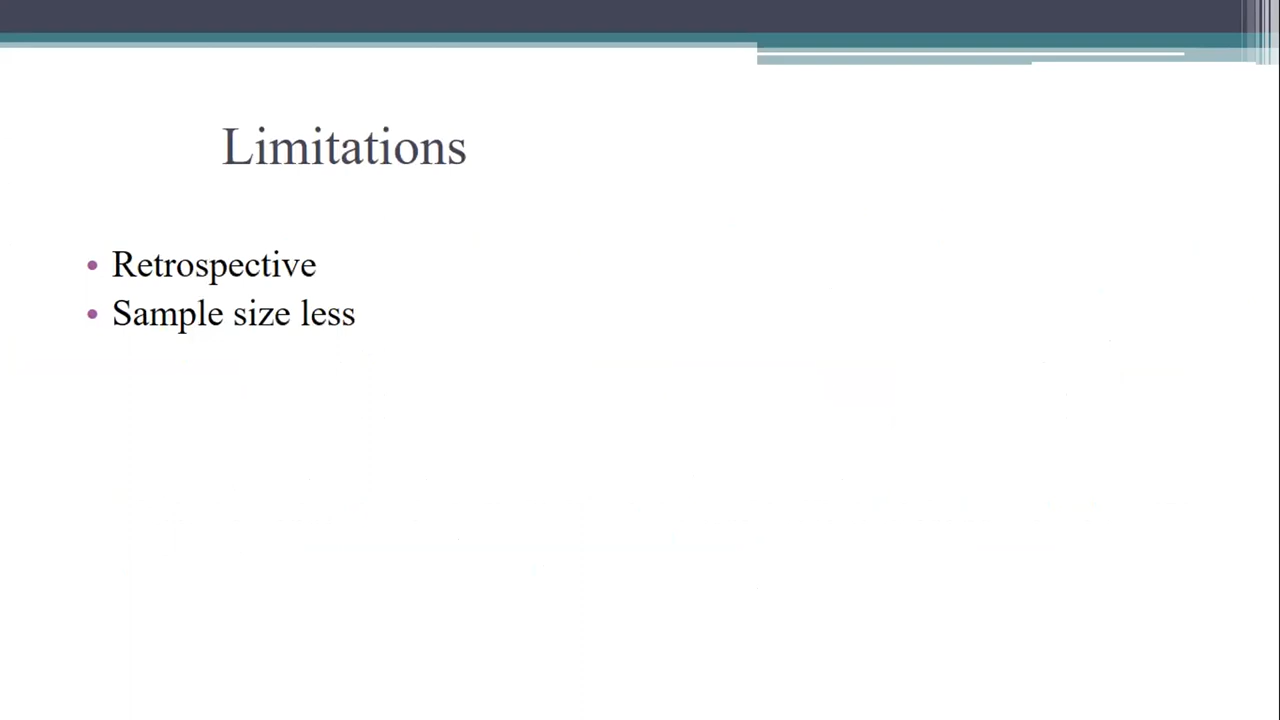 Limitations
• Retrospective
• Sample size less